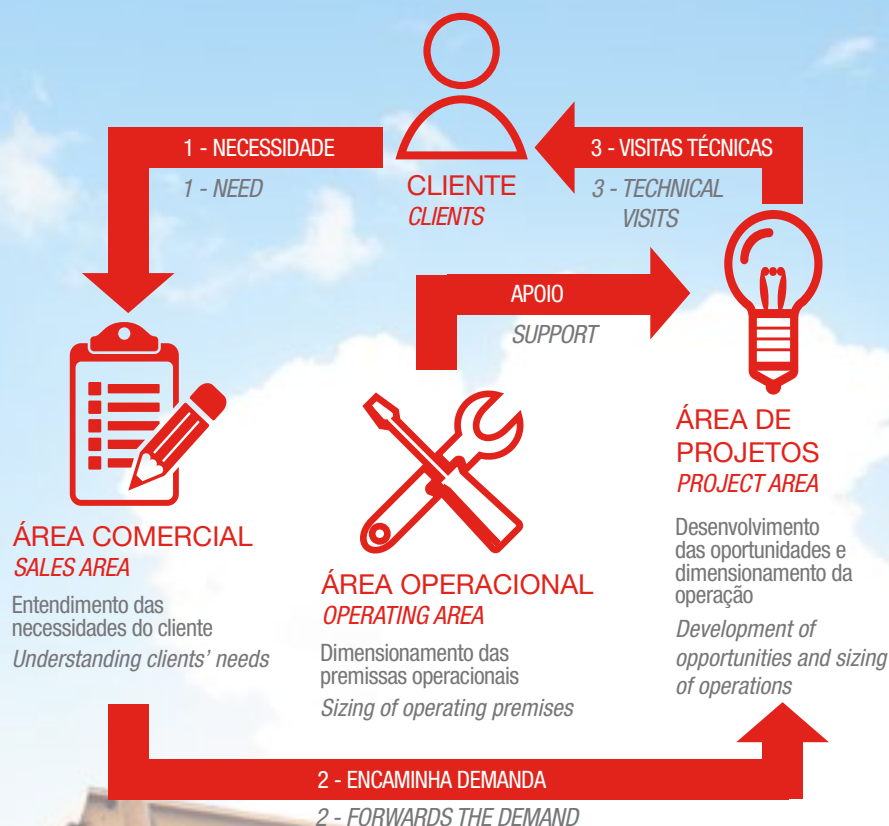 1 - NECESSIDADE
1 - NEED
CLIENTE
CLIENTS
3 - VISITAS TÉCNICAS
3 - TECHNICAL
VISITS
APOIO
SUPPORT
ÁREA COMERCIAL
SALES AREA
Entendimento das
necessidades do cliente
Understanding clients' needs
ÁREA OPERACIONAL
OPERATING AREA
Dimensionamento das
premissas operacionais
Sizing of operating premises
ÁREA DE
PROJETOS
PROJECT AREA
Desenvolvimento
das oportunidades e
dimensionamento da
operação
Development of
opportunities and sizing
of operations
2 - ENCAMINHA DEMANDA
2 - FORWARDS THE DEMAND